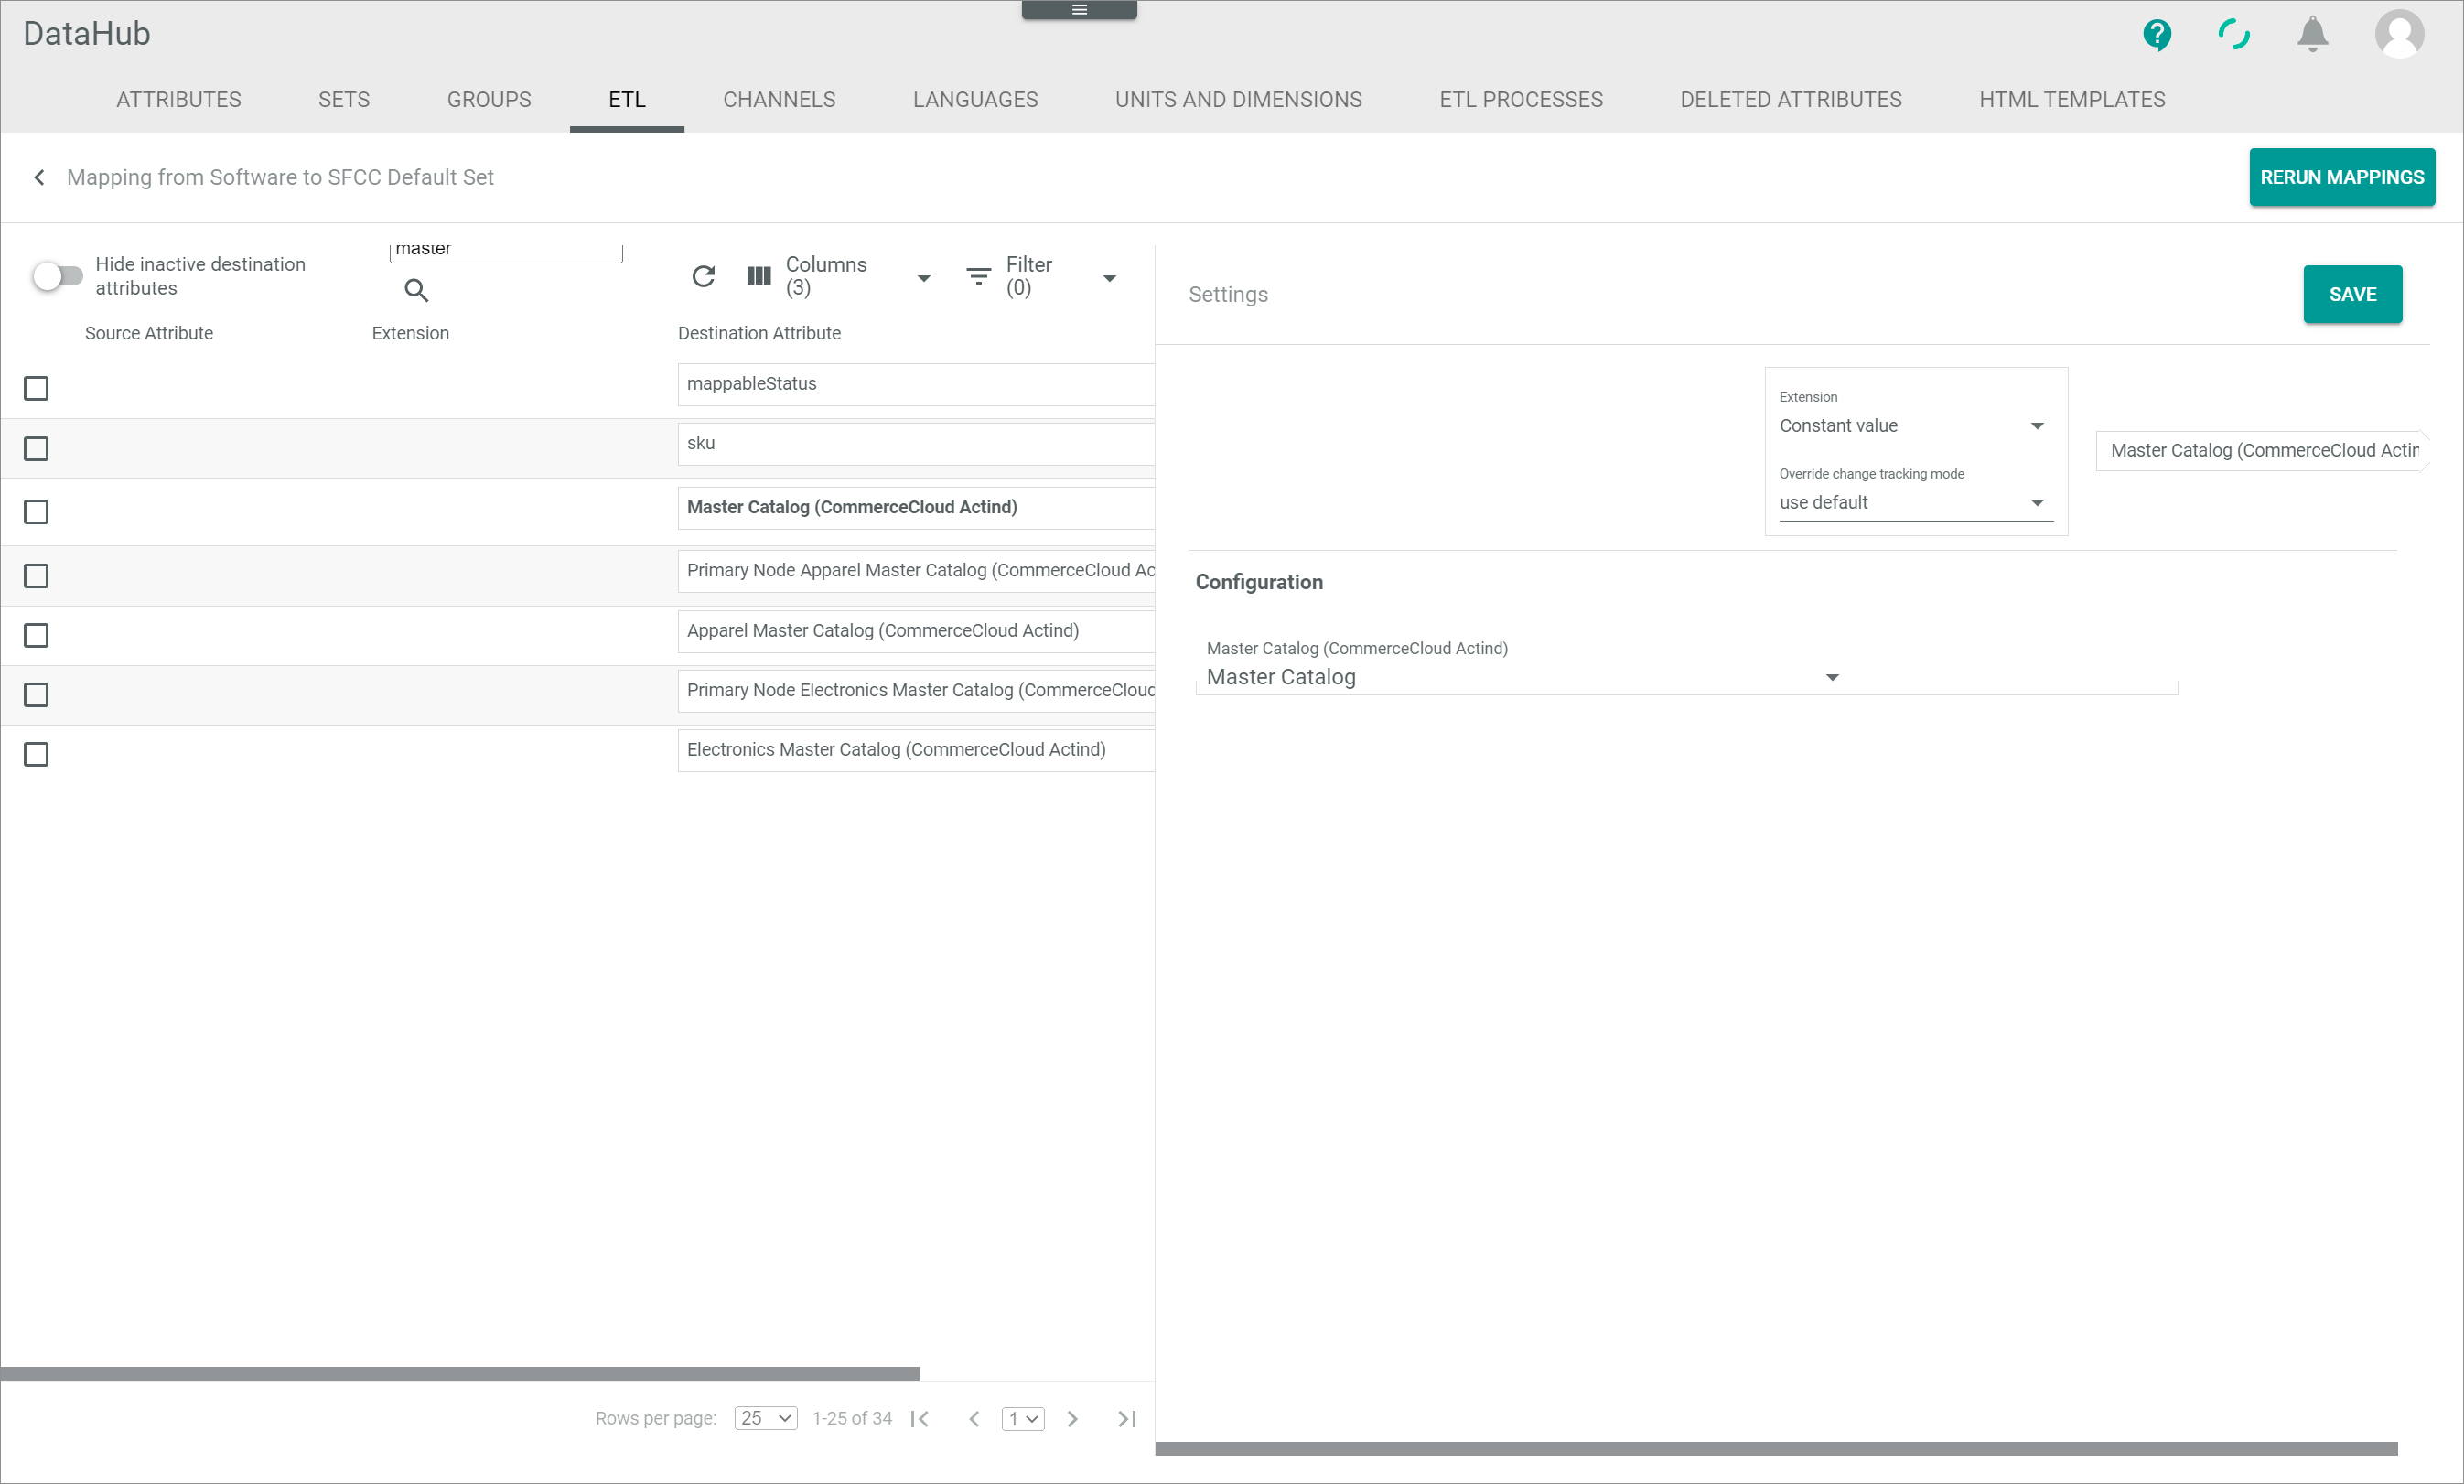 DataHub
ATTRIBUTES
SETS
GROUPS
ETL
CHANNELS
LANGUAGES
UNITS AND DIMENSIONS
ETL PROCESSES
DELETED ATTRIBUTES
HTML TEMPLATES
Mapping from Software to SFCC Default Set
RERUN MAPPINGS
Hide inactive destination
attributes
master
Columns
(3)
Filter
(0)
Source Attribute
Extension
Destination Attribute
mappableStatus
sku
Master Catalog (CommerceCloud Actind)
Primary Node Apparel Master Catalog (CommerceCloud Ac
Apparel Master Catalog (CommerceCloud Actind)
Primary Node Electronics Master Catalog (CommerceCloud
Electronics Master Catalog (CommerceCloud Actind)
Rows per page:
25
1-25 of 34
1
Settings
SAVE
Extension
Constant value
Override change tracking mode
use default
Master Catalog (CommerceCloud Actin
Configuration
Master Catalog (CommerceCloud Actind)
Master Catalog